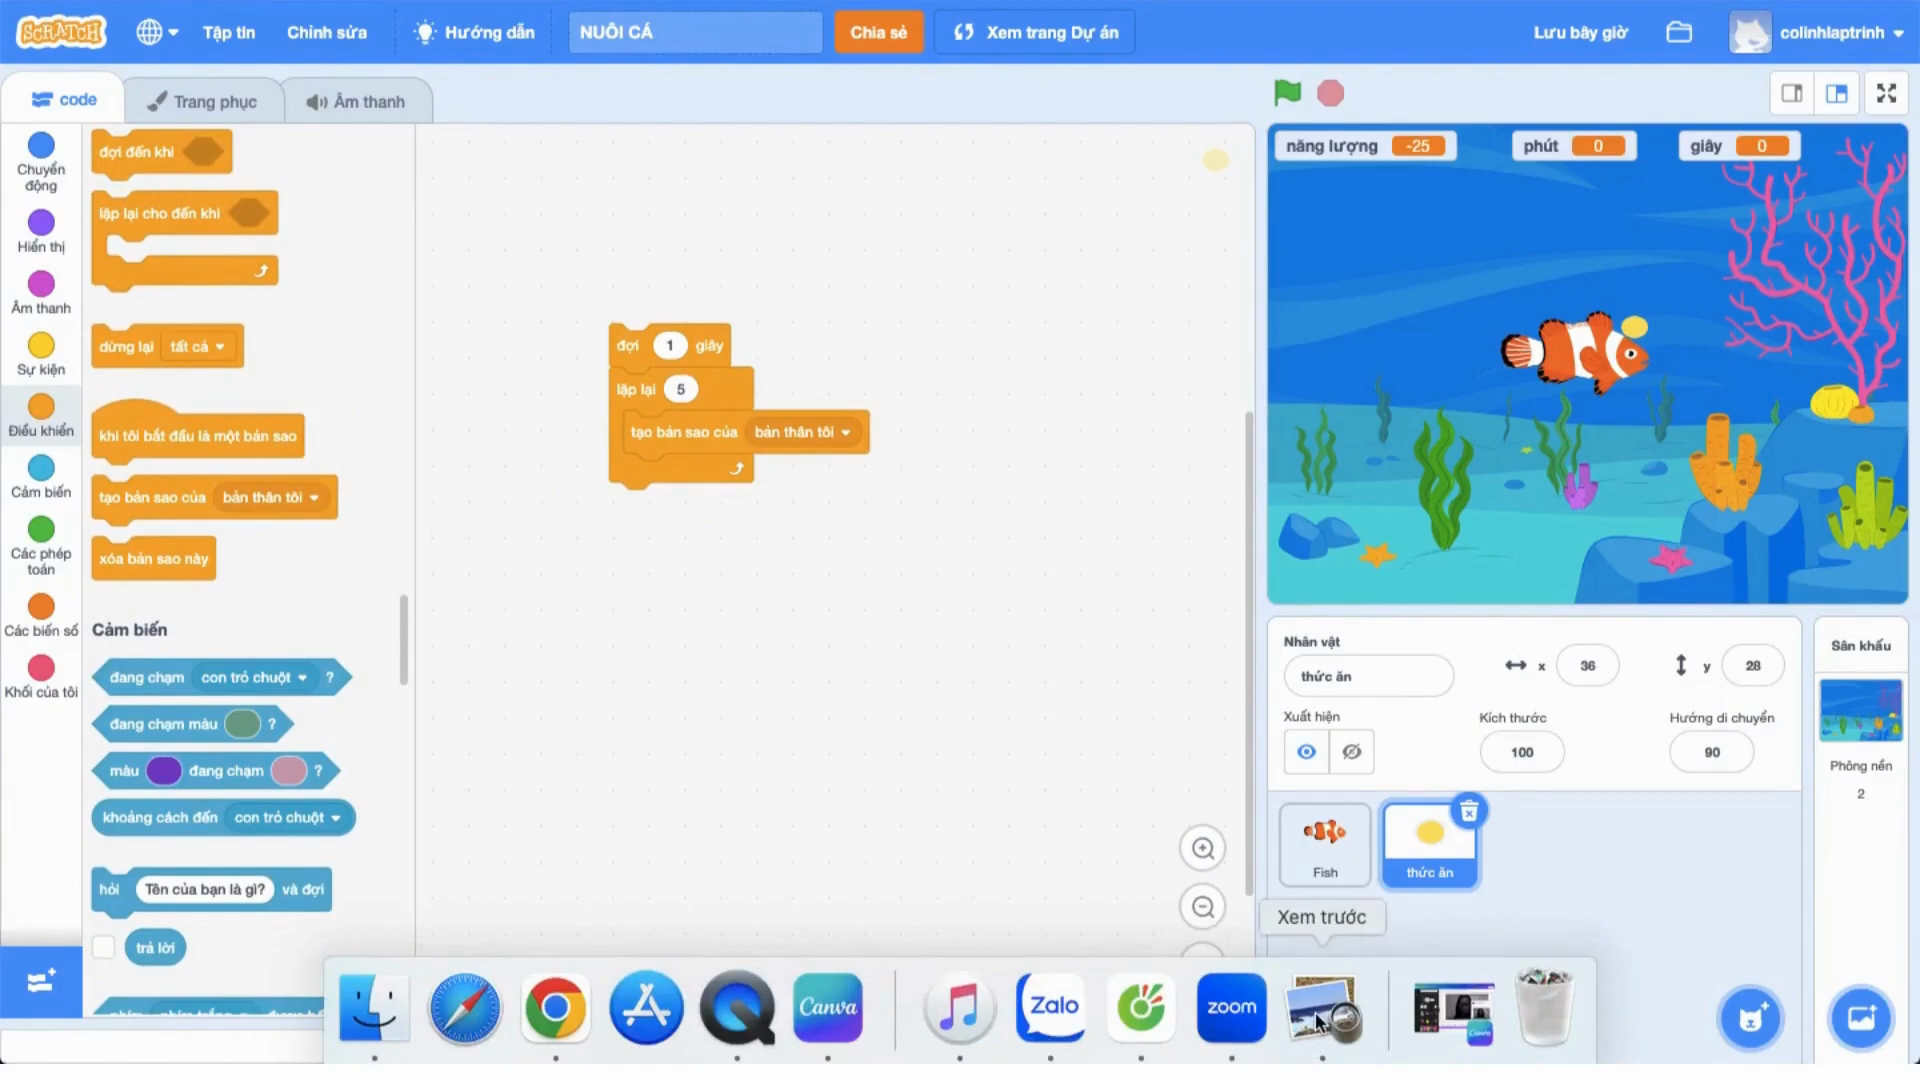 SCRATCH
Tập tin
Chỉnh sửa
Hướng dẫn
NUÔI CÁ
Chia sẻ
Xem trang Dự án
Lưu bây giờ
colinhlaptrinh
code
Trang phục
Âm thanh
Chuyển động
Hiển thị
Âm thanh
Sự kiện
Điều khiển
Cảm biến
Các phép toán
Các biến số
Khối của tôi
đợi đến khi
lặp lại cho đến khi
dừng lại tất cả
khi tôi bắt đầu là một bản sao
tạo bản sao của bản thân tôi
xóa bản sao này
Cảm biến
đang chạm con trỏ chuột ?
đang chạm màu ?
màu đang chạm ?
khoảng cách đến con trỏ chuột
hỏi Tên của bạn là gì? và đợi
trả lời
đợi 1 giây
lặp lại 5
tạo bản sao của bản thân tôi
năng lượng -25
phút 0
giây 0
Nhân vật
thức ăn
x 36
y 28
Xuất hiện
Kích thước
100
Hướng di chuyển
90
Fish
thức ăn
Sân khấu
Phông nền
2
Xem trước
Canva
Zalo
zoom
Canva